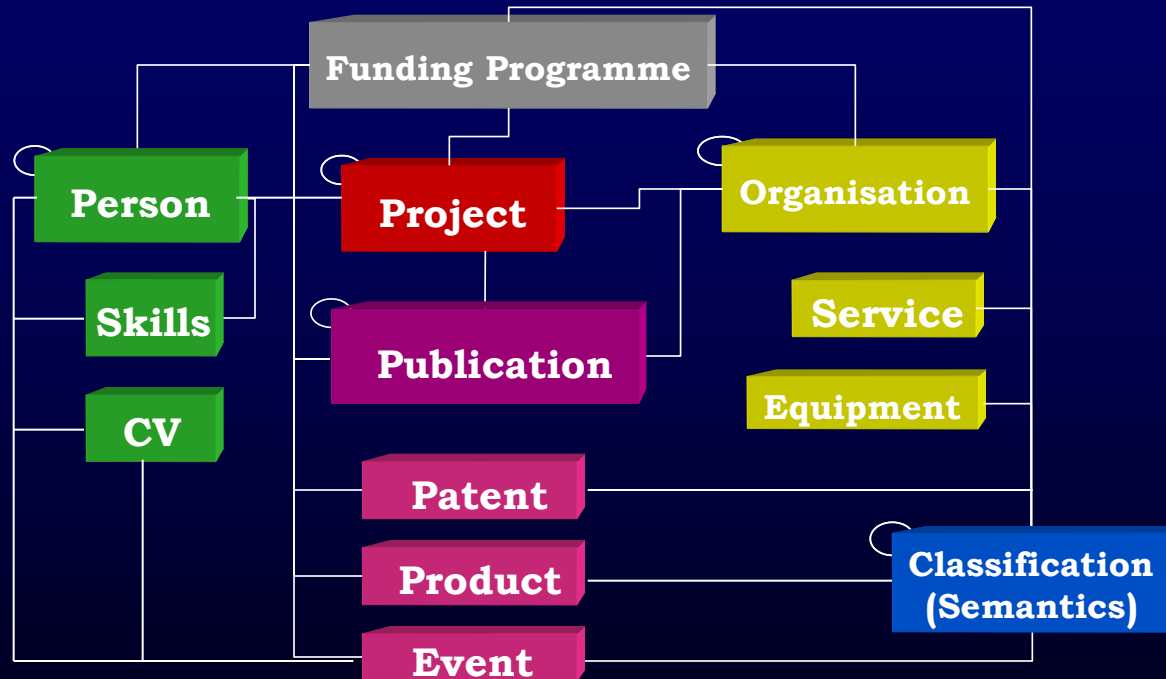 Funding Programme
Person
Project
Organisation
Skills
Service
Publication
Equipment
CV
Patent
Product
Classification
(Semantics)
Event